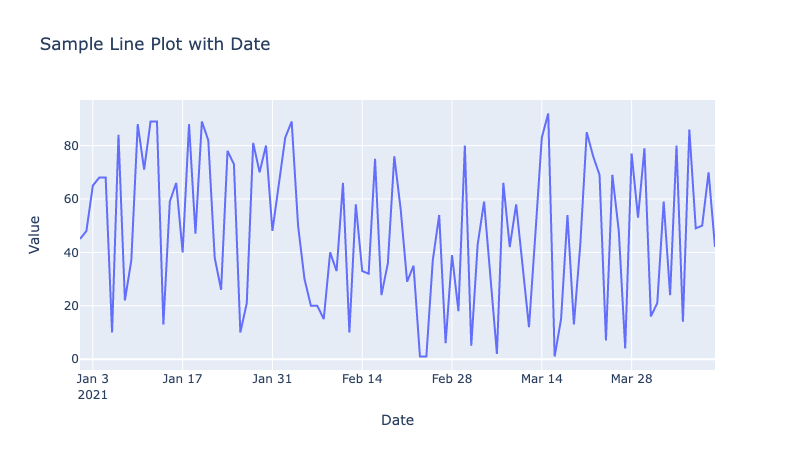 Sample Line Plot with Date
Value
80
60
40
20
0
Jan 3 Jan 17 Jan 31 Feb 14 Feb 28 Mar 14 Mar 28
2021
Date